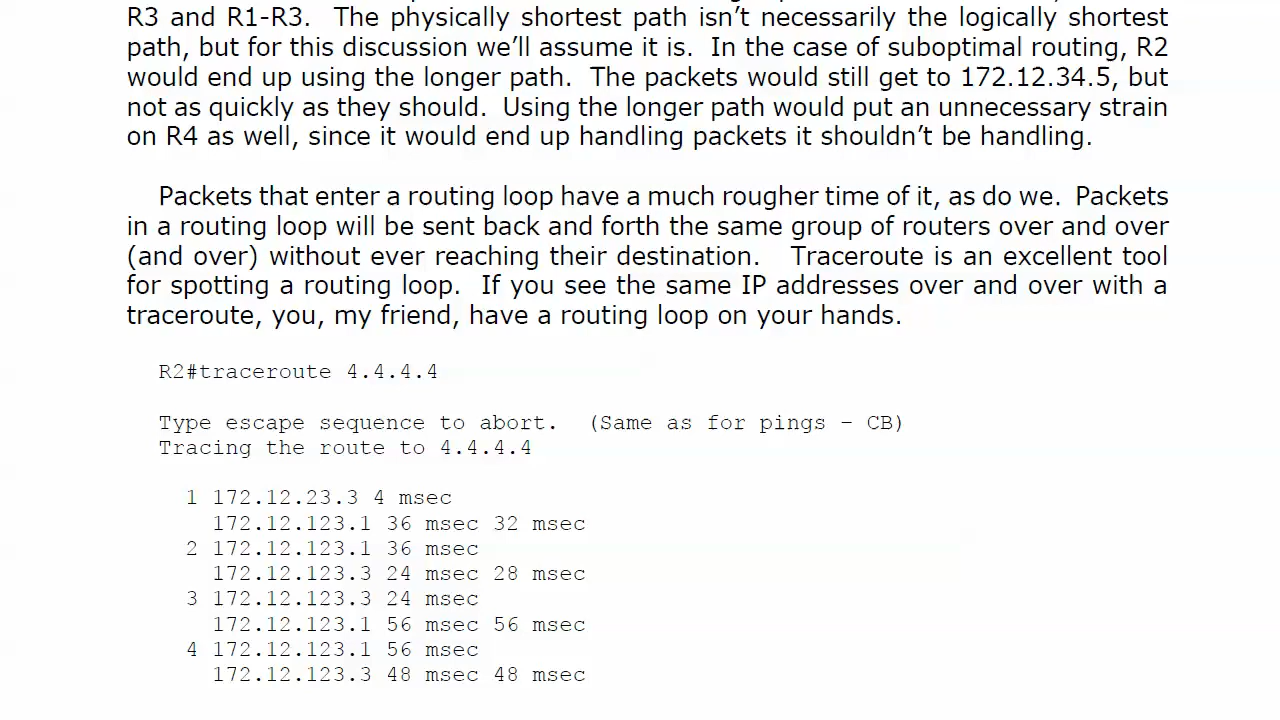 R3 and R1-R3.  The physically shortest path isn’t necessarily the logically shortest
path, but for this discussion we’ll assume it is.  In the case of suboptimal routing, R2
would end up using the longer path.  The packets would still get to 172.12.34.5, but
not as quickly as they should.  Using the longer path would put an unnecessary strain
on R4 as well, since it would end up handling packets it shouldn’t be handling.
Packets that enter a routing loop have a much rougher time of it, as do we.  Packets
in a routing loop will be sent back and forth the same group of routers over and over
(and over) without ever reaching their destination.   Traceroute is an excellent tool
for spotting a routing loop.  If you see the same IP addresses over and over with a
traceroute, you, my friend, have a routing loop on your hands.
R2#traceroute 4.4.4.4
Type escape sequence to abort.  (Same as for pings – CB)
Tracing the route to 4.4.4.4
1 172.12.23.3 4 msec
172.12.123.1 36 msec 32 msec
2 172.12.123.1 36 msec
172.12.123.3 24 msec 28 msec
3 172.12.123.3 24 msec
172.12.123.1 56 msec 56 msec
4 172.12.123.1 56 msec
172.12.123.3 48 msec 48 msec